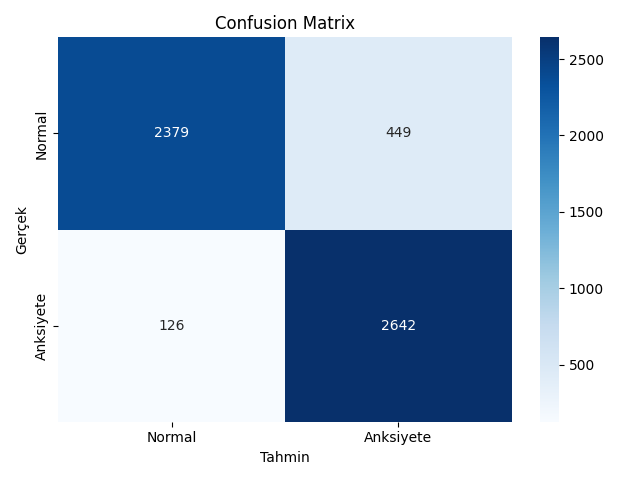 Confusion Matrix
Gerçek
Normal
2379
449
Anksiyete
126
2642
Normal
Anksiyete
Tahmin
2500
2000
1500
1000
500